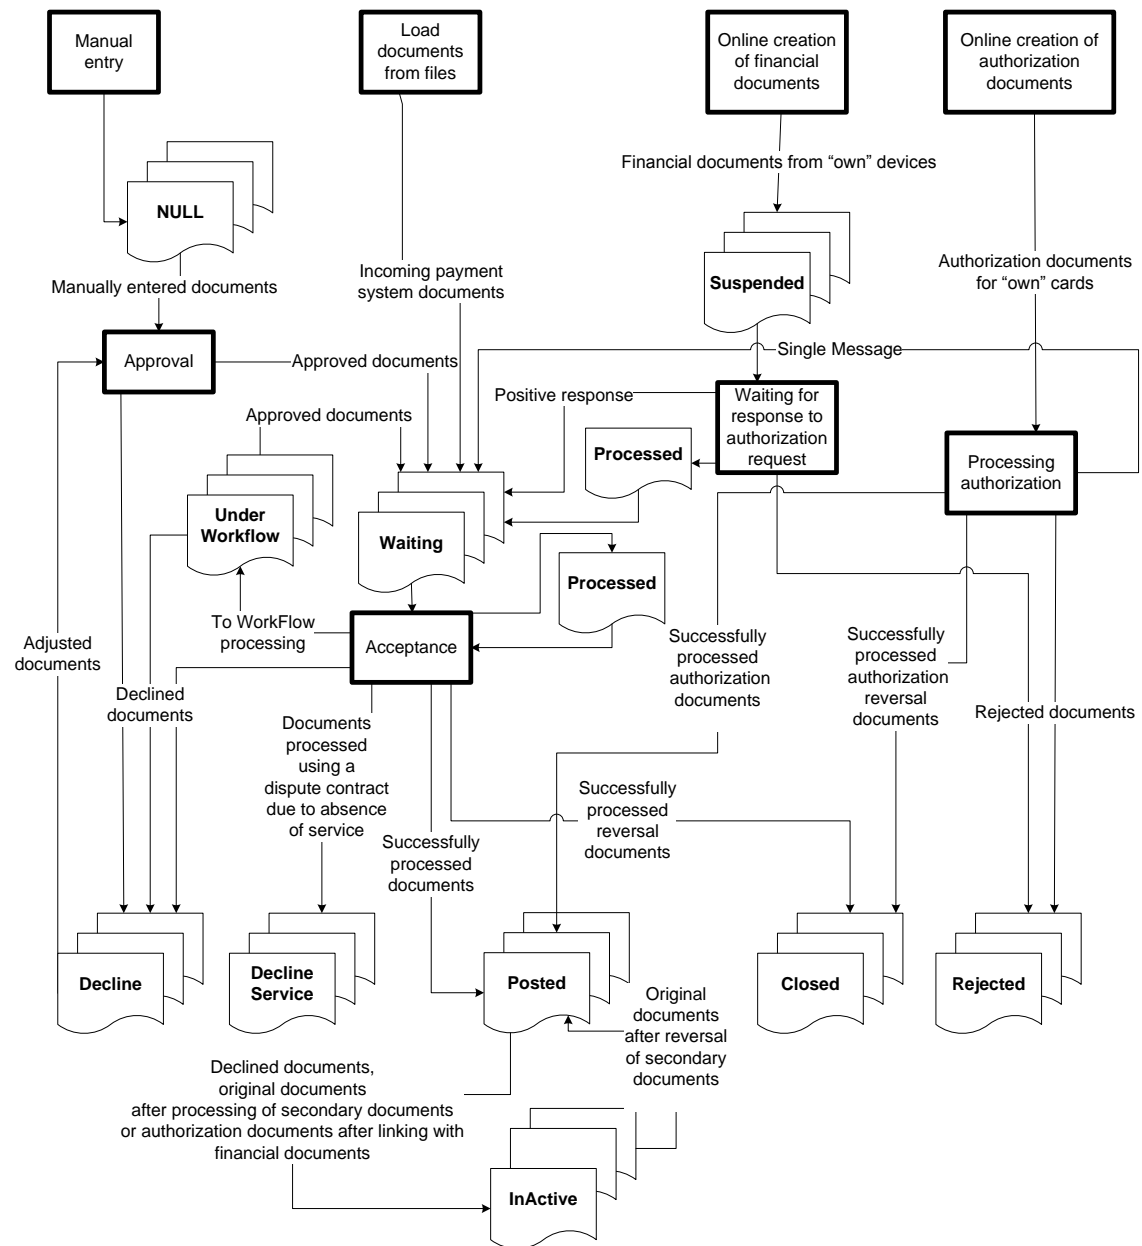 Manual
entry
Load
documents
from files
Online creation
of financial
documents
Online creation of
authorization
documents
Financial documents from “own” devices
NULL
Manually entered documents
Incoming payment
system documents
Suspended
Authorization documents
for “own” cards
Approval
Approved documents
Single Message
Positive response
Waiting for
response to
authorization
request
Approved documents
Processed
Processing
authorization
Under
Workflow
Waiting
Processed
To WorkFlow
processing
Acceptance
Adjusted
documents
Declined
documents
Successfully
processed
authorization
documents
Successfully
processed
authorization
reversal
documents
Rejected documents
Documents
processed
using a
dispute contract
due to absence
of service
Successfully
processed
documents
Successfully
processed
reversal
documents
Decline
Decline
Service
Posted
Closed
Rejected
Original
documents
after reversal
of secondary
documents
Declined documents,
original documents
after processing of secondary documents
or authorization documents after linking with
financial documents
InActive